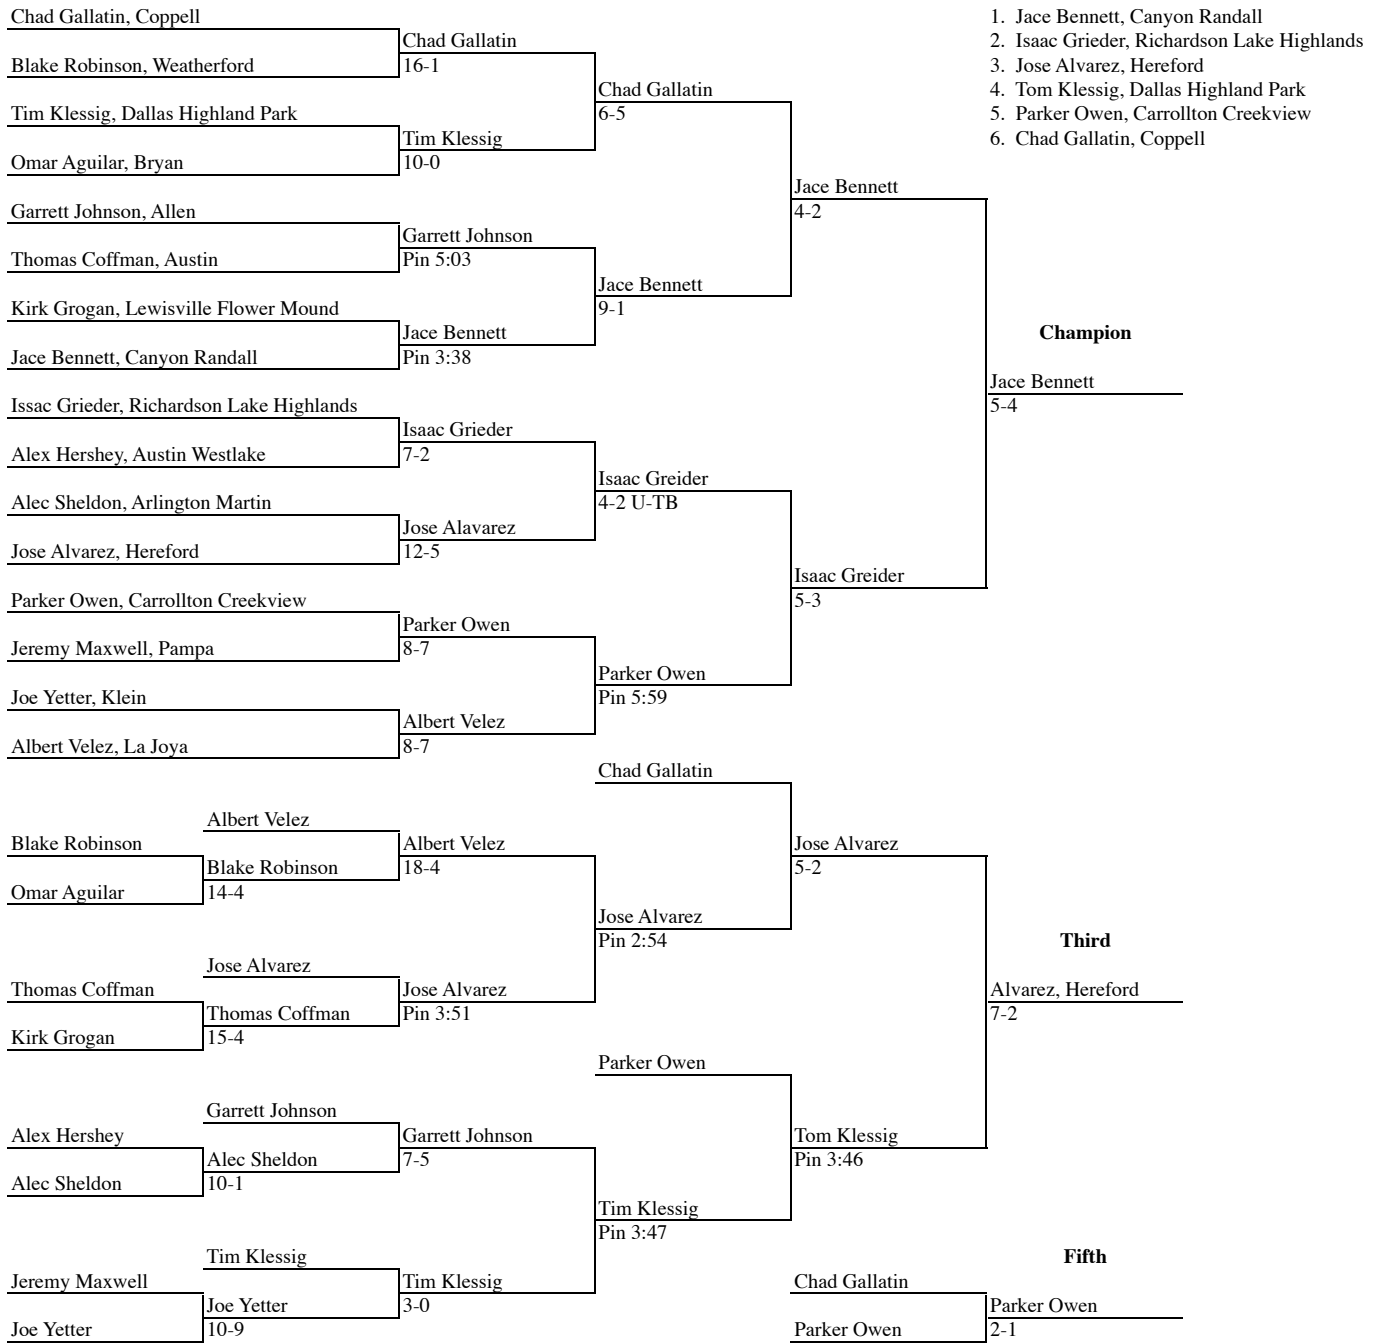 Chad Gallatin, Coppell
Chad Gallatin
Blake Robinson, Weatherford
16-1
Chad Gallatin
6-5
Tim Klessig, Dallas Highland Park
Tim Klessig
Omar Aguilar, Bryan
10-0
Jace Bennett
4-2
Garrett Johnson, Allen
Garrett Johnson
Thomas Coffman, Austin
Pin 5:03
Jace Bennett
9-1
Kirk Grogan, Lewisville Flower Mound
Jace Bennett
Jace Bennett, Canyon Randall
Pin 3:38
1. Jace Bennett, Canyon Randall
2. Isaac Grieder, Richardson Lake Highlands
3. Jose Alvarez, Hereford
4. Tom Klessig, Dallas Highland Park
5. Parker Owen, Carrollton Creekview
6. Chad Gallatin, Coppell
Champion
Jace Bennett
5-4
Issac Grieder, Richardson Lake Highlands
Isaac Grieder
Alex Hershey, Austin Westlake
7-2
Isaac Greider
4-2 U-TB
Alec Sheldon, Arlington Martin
Jose Alavarez
Jose Alvarez, Hereford
12-5
Isaac Greider
5-3
Parker Owen, Carrollton Creekview
Parker Owen
Jeremy Maxwell, Pampa
8-7
Parker Owen
Pin 5:59
Joe Yetter, Klein
Albert Velez
Albert Velez, La Joya
8-7
Chad Gallatin
Albert Velez
Blake Robinson
Albert Velez
Jose Alvarez
Blake Robinson
18-4
5-2
Omar Aguilar
14-4
Jose Alvarez
Pin 2:54
Third
Jose Alvarez
Thomas Coffman
Jose Alvarez
Alvarez, Hereford
Thomas Coffman
Pin 3:51
7-2
Kirk Grogan
15-4
Parker Owen
Garrett Johnson
Alex Hershey
Garrett Johnson
Tom Klessig
Alec Sheldon
7-5
Pin 3:46
Alec Sheldon
10-1
Tim Klessig
Pin 3:47
Tim Klessig
Fifth
Jeremy Maxwell
Tim Klessig
Chad Gallatin
Joe Yetter
3-0
Parker Owen
Joe Yetter
10-9
Parker Owen
2-1